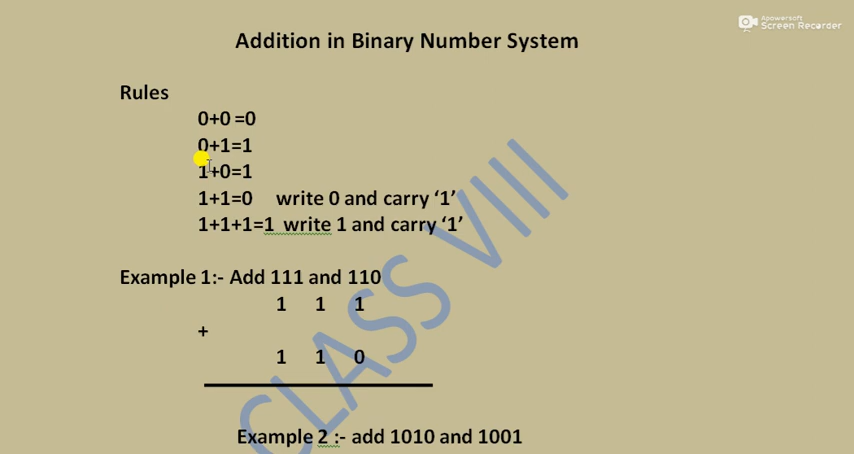 Apowersoft
Screen Recorder
Addition in Binary Number System
Rules
0+0 =0
0+1=1
1+0=1
1+1=0 write 0 and carry ‘1’
1+1+1=1 write 1 and carry ‘1’
Example 1:- Add 111 and 110
1 1 1
+
1 1 0
Example 2 :- add 1010 and 1001
CLASS VIII